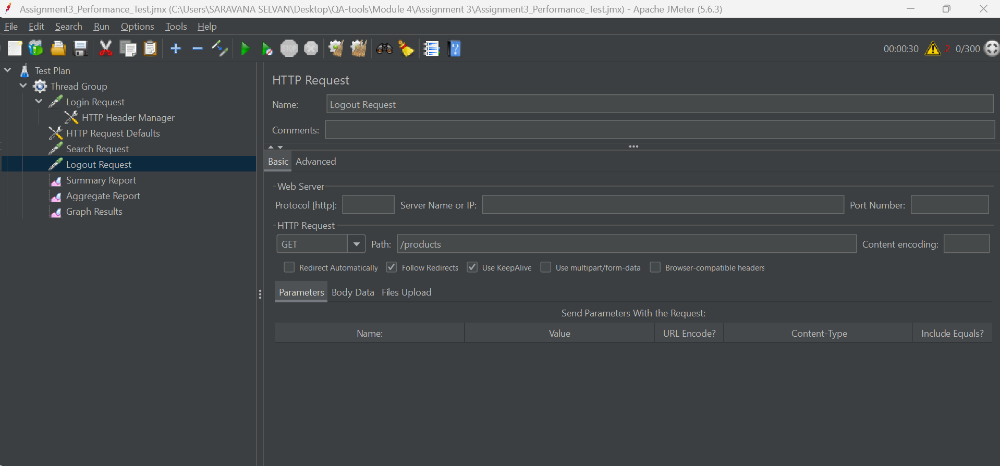 Assignment3_Performance_Test.jmx (C:\Users\SARAVANA SELVAN\Desktop\QA-tools\Module 4\Assignment 3\Assignment3_Performance_Test.jmx) - Apache JMeter (5.6.3)
File Edit Search Run Options Tools Help
STOP
00:00:30 2 0/300
Test Plan
Thread Group
Login Request
HTTP Header Manager
HTTP Request Defaults
Search Request
Logout Request
Summary Report
Aggregate Report
Graph Results
HTTP Request
Name: Logout Request
Comments:
Basic Advanced
Web Server
Protocol [http]: Server Name or IP: Port Number:
HTTP Request
GET Path: /products Content encoding:
Redirect Automatically Follow Redirects Use KeepAlive Use multipart/form-data Browser-compatible headers
Parameters Body Data Files Upload
Send Parameters With the Request:
Name: Value URL Encode? Content-Type Include Equals?